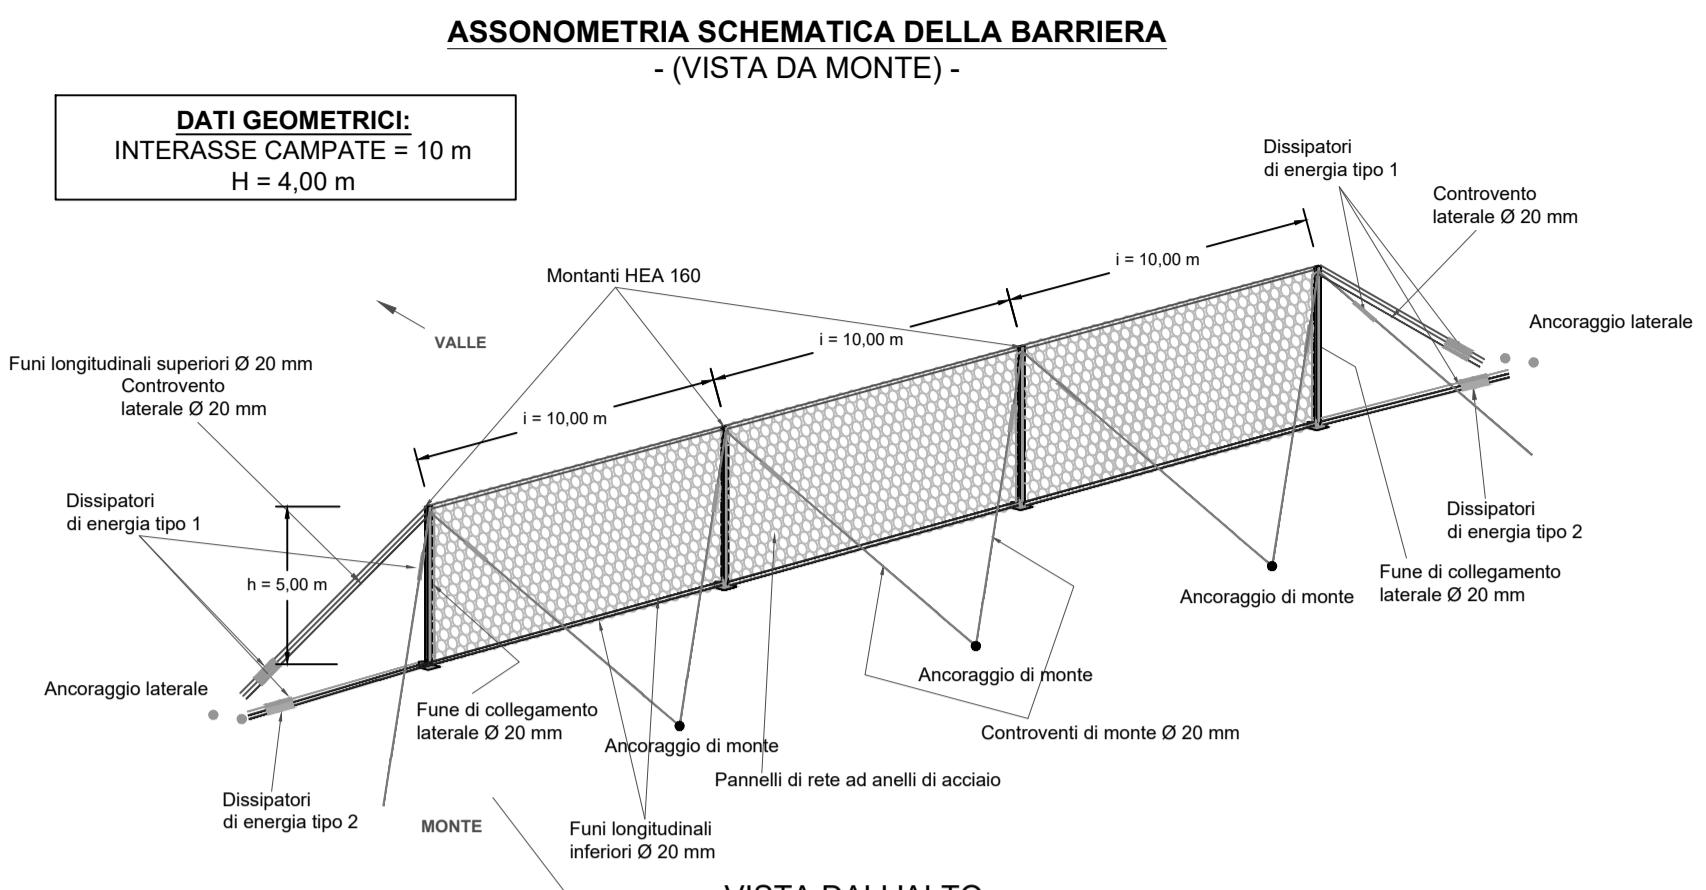 ASSONOMETRIA SCHEMATICA DELLA BARRIERA
- (VISTA DA MONTE) -
DATI GEOMETRICI:
INTERASSE CAMPATE = 10 m
H = 4,00 m
Dissipatori
di energia tipo 1
Controvento
laterale Ø 20 mm
i = 10,00 m
Montanti HEA 160
Ancoraggio laterale
VALLE
i = 10,00 m
Funi longitudinali superiori Ø 20 mm
Controvento
laterale Ø 20 mm
i = 10,00 m
Dissipatori
di energia tipo 1
h = 5,00 m
Dissipatori
di energia tipo 2
Fune di collegamento
laterale Ø 20 mm
Ancoraggio di monte
Ancoraggio laterale
Ancoraggio di monte
Fune di collegamento
laterale Ø 20 mm
Controventi di monte Ø 20 mm
Ancoraggio di monte
Pannelli di rete ad anelli di acciaio
Dissipatori
di energia tipo 2
MONTE
Funi longitudinali
inferiori Ø 20 mm
VISTA DALL'ALTO